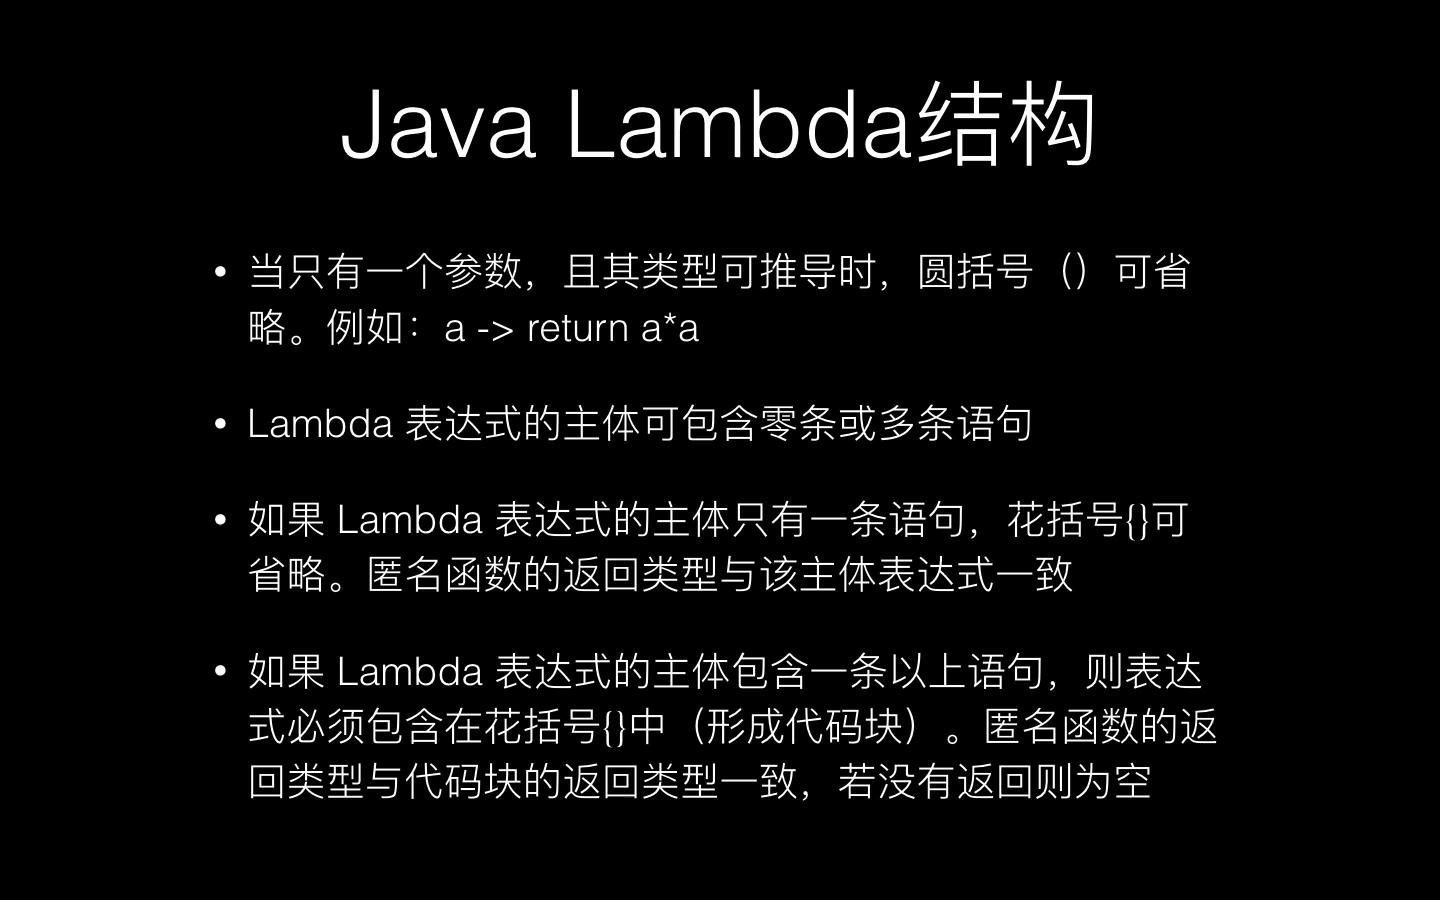 Java Lambda结构
• 当只有一个参数，且其类型可推导时，圆括号（）可省
略。例如：a -> return a*a
• Lambda 表达式的主体可包含零条或多条语句
• 如果 Lambda 表达式的主体只有一条语句，花括号{}可
省略。匿名函数的返回类型与该主体表达式一致
• 如果 Lambda 表达式的主体包含一条以上语句，则表达
式必须包含在花括号{}中（形成代码块）。匿名函数的返
回类型与代码块的返回类型一致，若没有返回则为空